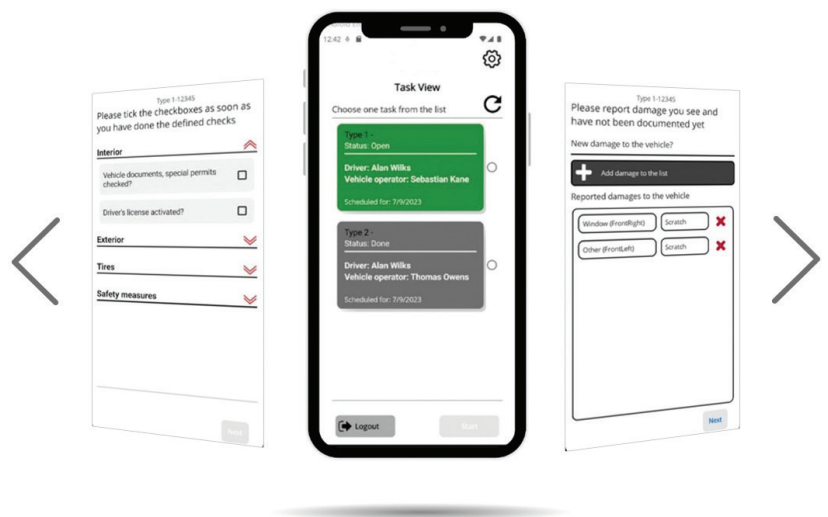 Type 1-12345
Please tick the checkboxes as soon as
you have done the defined checks
Interior
Vehicle documents, special permits
checked?
Driver's license activated?
Exterior
Tires
Safety measures
Next
12:42
Task View
Choose one task from the list
Type 1 -
Status: Open
Driver: Alan Wilks
Vehicle operator: Sebastian Kane
Scheduled for: 7/9/2023
Type 2 -
Status: Done
Driver: Alan Wilks
Vehicle operator: Thomas Owens
Scheduled for: 7/9/2023
Logout
Start
Type 1-12345
Please report damage you see and
have not been documented yet
New damage to the vehicle?
Add damage to the list
Reported damages to the vehicle
Window (FrontRight)
Scratch
Other (FrontLeft)
Scratch
Next